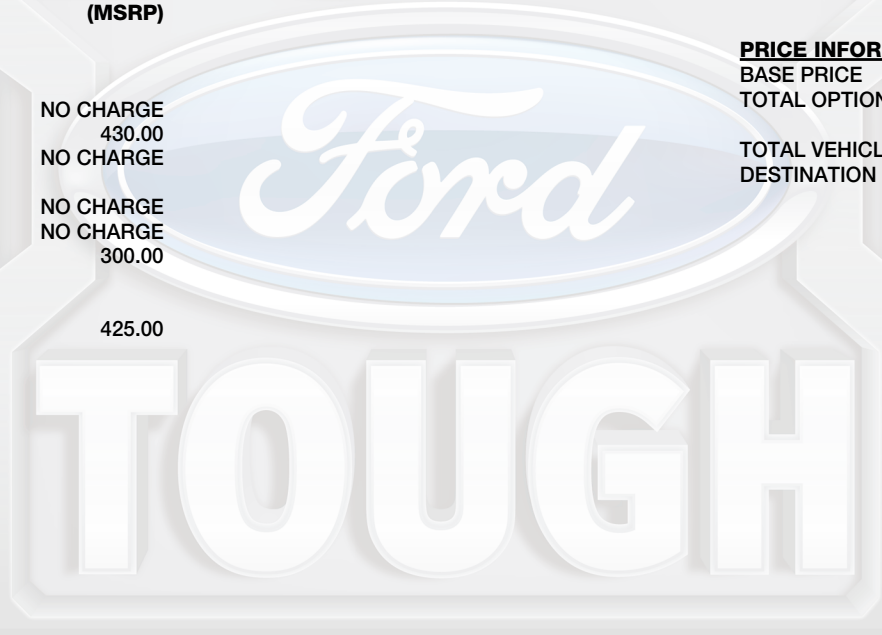 (MSRP)
NO CHARGE
430.00
NO CHARGE
NO CHARGE
NO CHARGE
300.00
425.00
PRICE INFOR
BASE PRICE
TOTAL OPTION
TOTAL VEHICL
DESTINATION
Ford
TOUGH